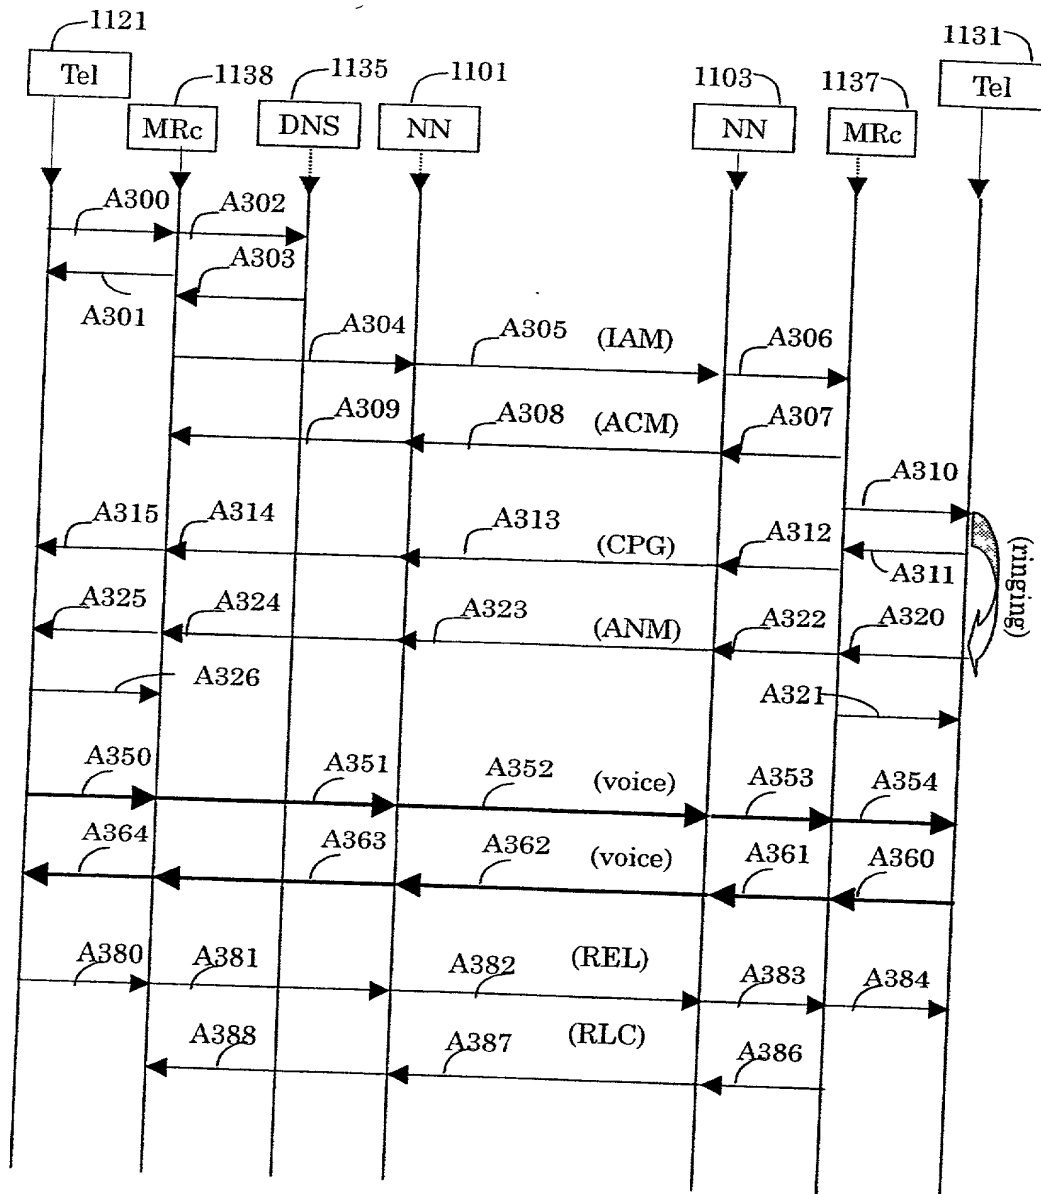 1121
1131
Tel
1138
1135
1101
1103
1137
Tel
MRc
DNS
NN
NN
MRc
A300
A302
A303
A301
A304
A305
(IAM)
A306
A309
A308
(ACM)
A307
A310
A315
A314
A313
(CPG)
A312
A311
(ringing)
A325
A324
A323
(ANM)
A322
A320
A326
A321
A350
A351
A352
(voice)
A353
A354
A364
A363
A362
(voice)
A361
A360
A380
A381
A382
(REL)
A383
A384
A388
A387
(RLC)
A386